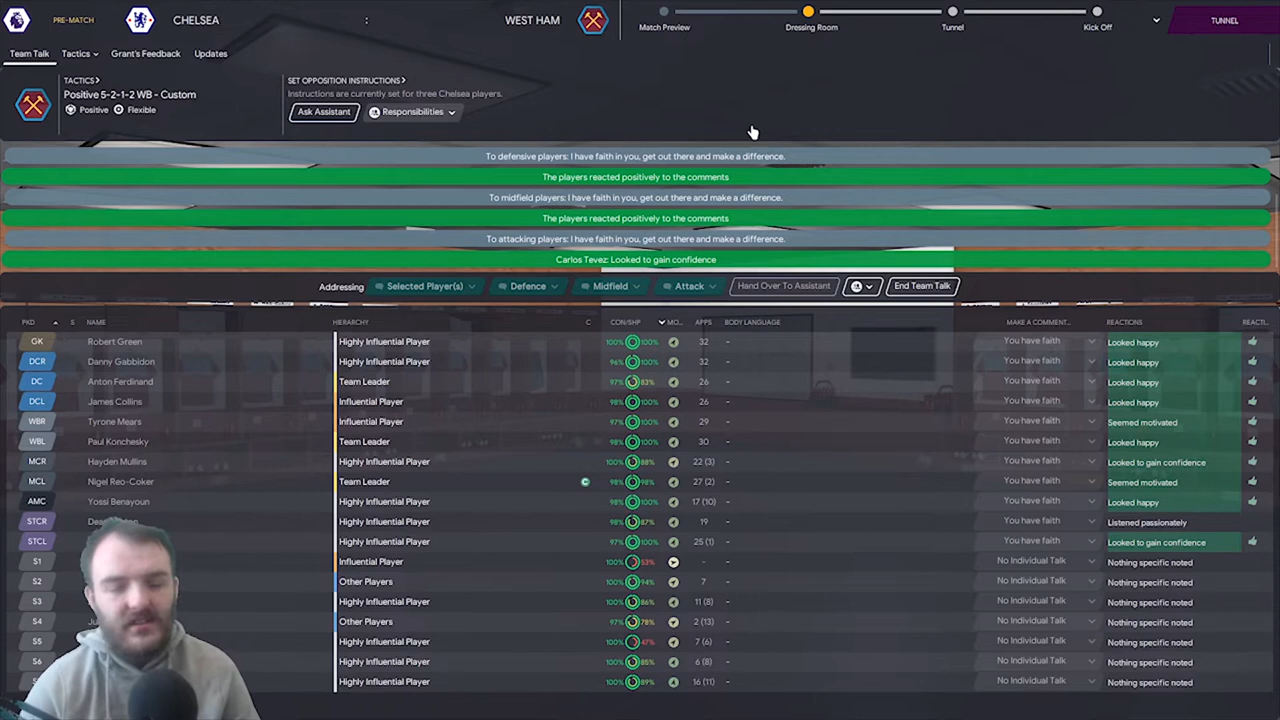 PRE-MATCH CHELSEA : WEST HAM
Match Preview Dressing Room Tunnel Kick Off
TUNNEL
Team Talk Tactics Grant's Feedback Updates
TACTICS
Positive 5-2-1-2 WB - Custom
Positive Flexible
SET OPPOSITION INSTRUCTIONS
Instructions are currently set for three Chelsea players.
Ask Assistant Responsibilities
To defensive players: I have faith in you, get out there and make a difference.
The players reacted positively to the comments
To midfield players: I have faith in you, get out there and make a difference.
The players reacted positively to the comments
To attacking players: I have faith in you, get out there and make a difference.
Carlos Tevez: Looked to gain confidence
Addressing Selected Player(s) Defence Midfield Attack Hand Over To Assistant End Team Talk
PKD S NAME HIERARCHY C CON/SHP MO... APPS BODY LANGUAGE MAKE A COMMENT... REACTIONS REACTI...
GK Robert Green Highly Influential Player 100% 100% 32 - You have faith Looked happy
DCR Danny Gabbidon Highly Influential Player 96% 100% 32 - You have faith Looked happy
DC Anton Ferdinand Team Leader 97% 83% 26 - You have faith Looked happy
DCL James Collins Influential Player 98% 100% 26 - You have faith Looked happy
WBR Tyrone Mears Influential Player 97% 100% 29 - You have faith Seemed motivated
WBL Paul Konchesky Team Leader 98% 100% 30 - You have faith Looked happy
MCR Hayden Mullins Highly Influential Player 100% 88% 22 (3) - You have faith Looked to gain confidence
MCL Nigel Reo-Coker Team Leader C 98% 98% 27 (2) - You have faith Seemed motivated
AMC Yossi Benayoun Highly Influential Player 98% 100% 17 (10) - You have faith Looked happy
STCR Highly Influential Player 98% 87% 19 - You have faith Listened passionately
STCL Highly Influential Player 97% 100% 25 (1) - You have faith Looked to gain confidence
S1 Influential Player 100% 53% - - No Individual Talk Nothing specific noted
S2 Other Players 100% 94% 7 - No Individual Talk Nothing specific noted
S3 Highly Influential Player 100% 86% 11 (8) - No Individual Talk Nothing specific noted
S4 Other Players 97% 78% 2 (13) - No Individual Talk Nothing specific noted
S5 Highly Influential Player 100% 47% 7 (6) - No Individual Talk Nothing specific noted
S6 Highly Influential Player 100% 85% 6 (8) - No Individual Talk Nothing specific noted
Highly Influential Player 100% 89% 16 (11) - No Individual Talk Nothing specific noted